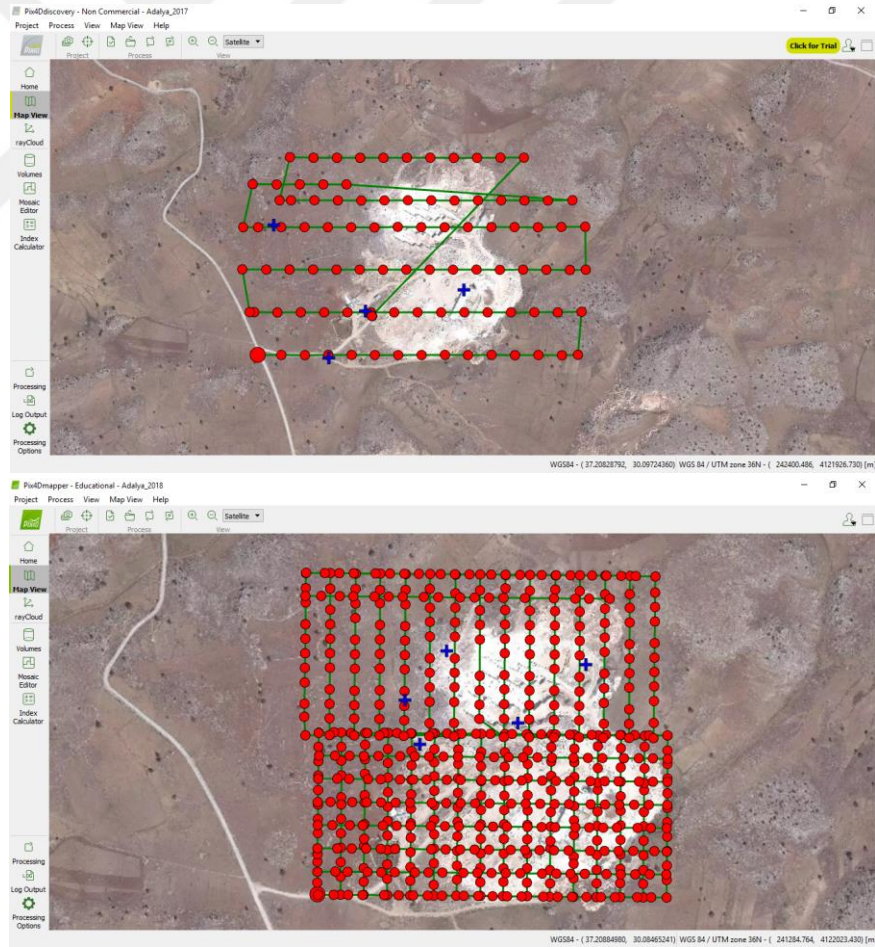 Pix4Ddiscovery - Non Commercial - Adalya_2017
Project Process View Map View Help
Satellite
Click for Trial
Project Process View
Home
Map View
rayCloud
Volumes
Mosaic
Editor
Index
Calculator
Processing
Log Output
Processing
Options
WGS84 - ( 37.20828792, 30.09724360) WGS 84 / UTM zone 36N - ( 242400.486, 4121926.730) [m]
Pix4Dmapper - Educational - Adalya_2018
Project Process View Map View Help
Satellite
Project Process View
Home
Map View
rayCloud
Volumes
Mosaic
Editor
Index
Calculator
Processing
Log Output
Processing
Options
WGS84 - ( 37.20884980, 30.08465241) WGS 84 / UTM zone 36N - ( 241284.764, 4122023.430) [m]